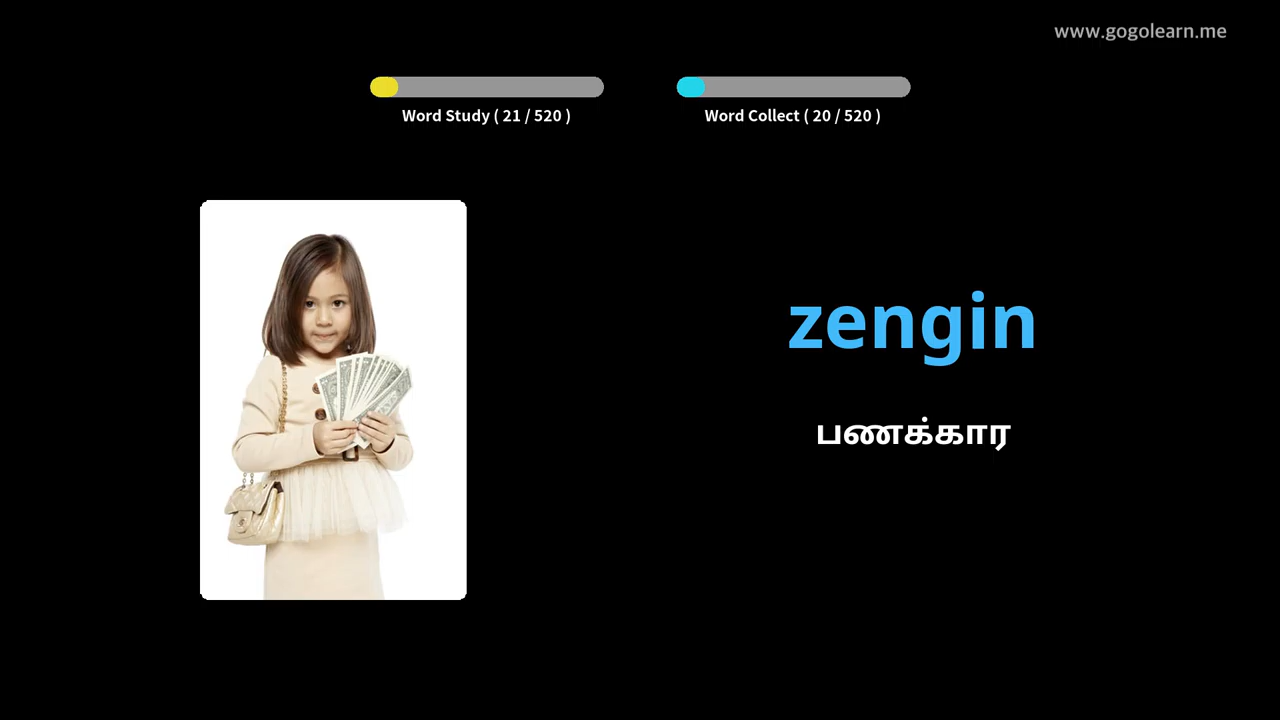 www.gogolearn.me
Word Study ( 21 / 520 )
Word Collect ( 20 / 520 )
zengin
பணக்கார